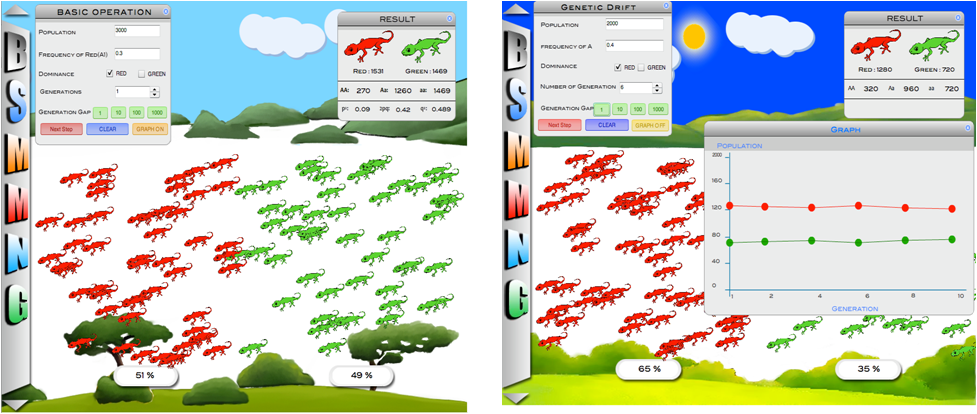 BASIC OPERATION
POPULATION
3000
FREQUENCY OF RED(A)
0.3
DOMINANCE
RED
GREEN
GENERATIONS
1
GENERATION GAP
1
10
100
1000
Next Step
CLEAR
GRAPH ON
RESULT
RED: 1531
GREEN: 1469
AA: 270 Aa: 1260 aa: 1469
p²: 0.09 2pq: 0.42 q²: 0.489
B
S
M
M
N
G
51 %
49 %
GENETIC DRIFT
POPULATION
2000
FREQUENCY OF A
0.4
DOMINANCE
RED
GREEN
NUMBER OF GENERATION
6
GENERATION GAP
1
10
100
1000
Next Step
CLEAR
GRAPH OFF
RESULT
RED: 1280
GREEN: 720
AA: 320 Aa: 960 aa: 720
B
S
M
M
N
G
GRAPH
POPULATION
200
160
120
80
40
0
1 2 4 6 8 10
GENERATION
65 %
35 %